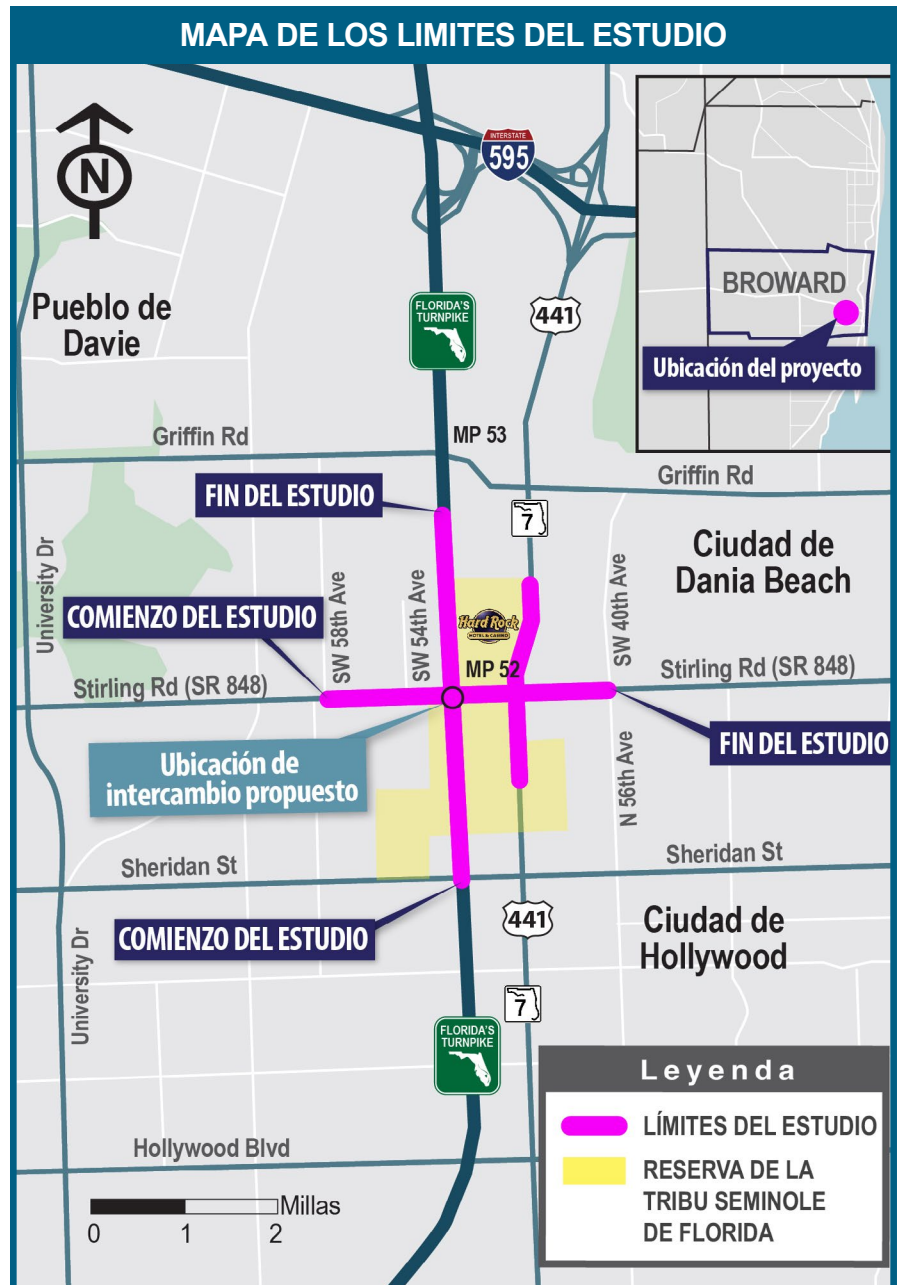 MAPA DE LOS LIMITES DEL ESTUDIO
INTERSTATE
595
N
Pueblo de
Davie
FLORIDA'S
TURNPIKE
441
BROWARD
Ubicación del proyecto
Griffin Rd
MP 53
Griffin Rd
FIN DEL ESTUDIO
7
Ciudad de
Dania Beach
University Dr
SW 58th Ave
SW 54th Ave
SW 40th Ave
COMIENZO DEL ESTUDIO
Hard Rock
HOTEL & CASINO
MP 52
Stirling Rd (SR 848)
Stirling Rd (SR 848)
FIN DEL ESTUDIO
Ubicación de
intercambio propuesto
N 56th Ave
Sheridan St
Sheridan St
COMIENZO DEL ESTUDIO
441
Ciudad de
Hollywood
University Dr
7
FLORIDA'S
TURNPIKE
Hollywood Blvd
Millas
0 1 2
Leyenda
LÍMITES DEL ESTUDIO
RESERVA DE LA
TRIBU SEMINOLE
DE FLORIDA